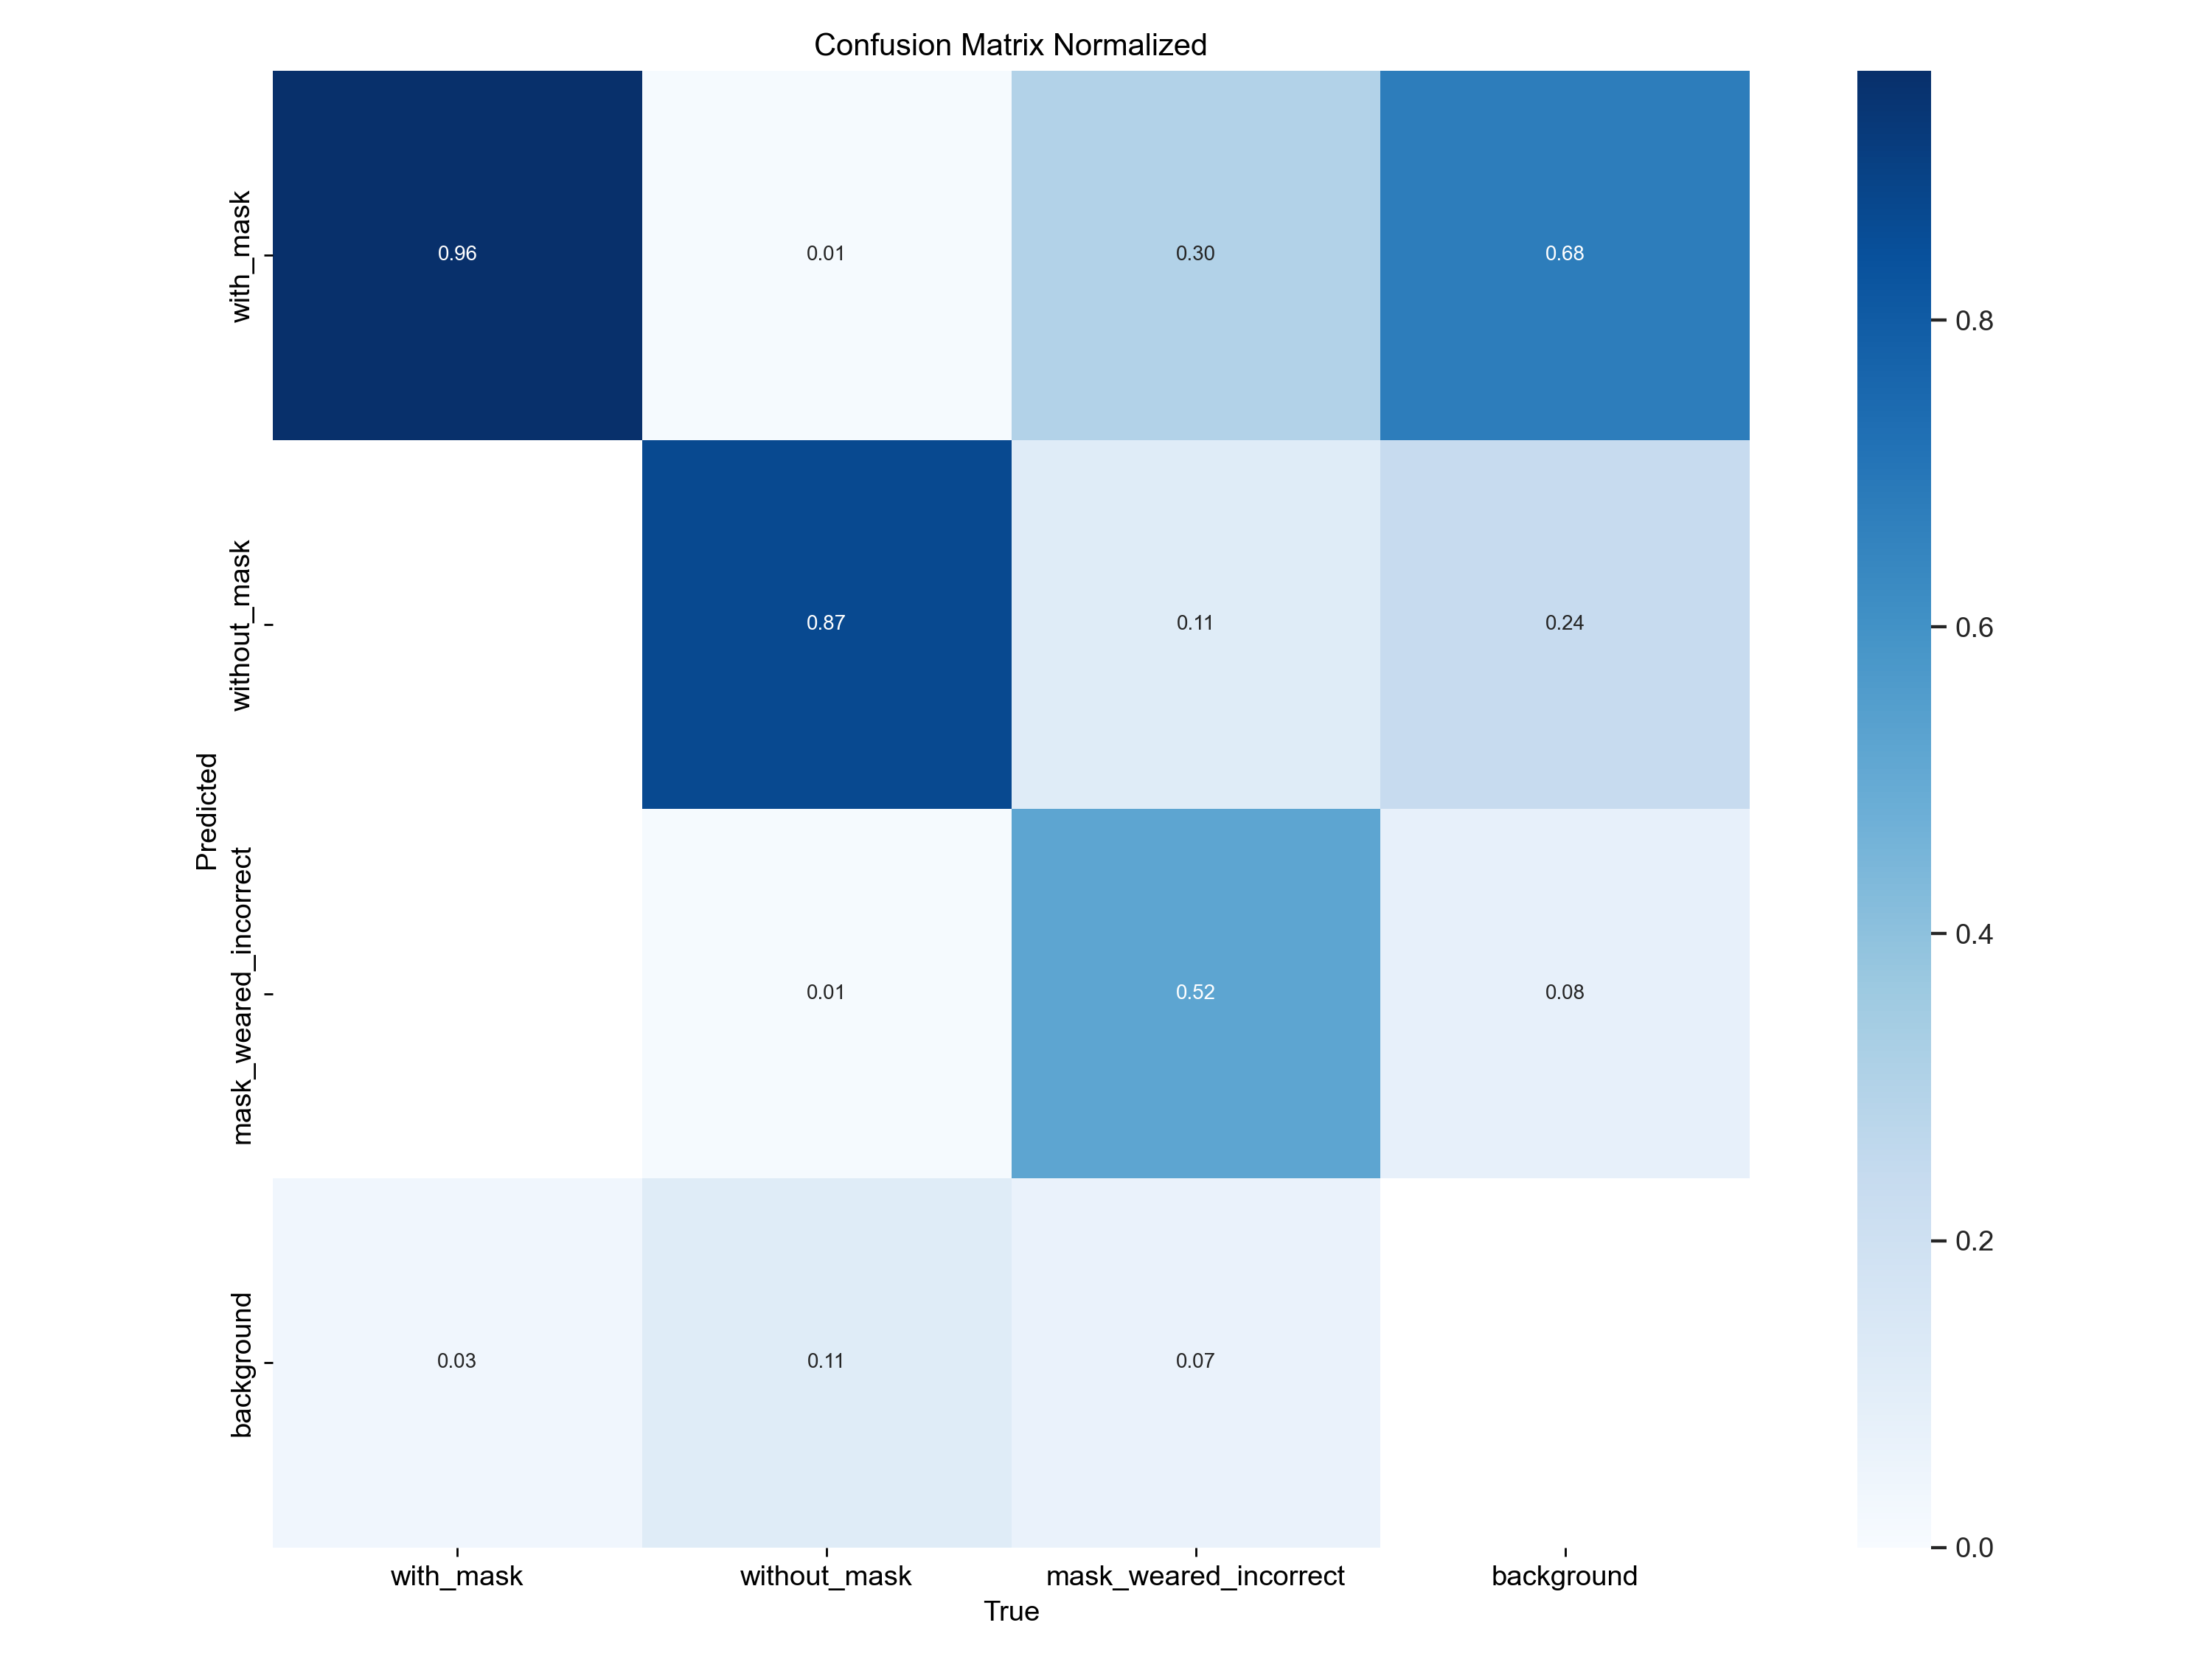 Confusion Matrix Normalized
with_mask
0.96
0.01
0.30
0.68
without_mask
0.87
0.11
0.24
mask_weared_incorrect
0.01
0.52
0.08
background
0.03
0.11
0.07
Predicted
with_mask
without_mask
mask_weared_incorrect
background
True
0.8
0.6
0.4
0.2
0.0